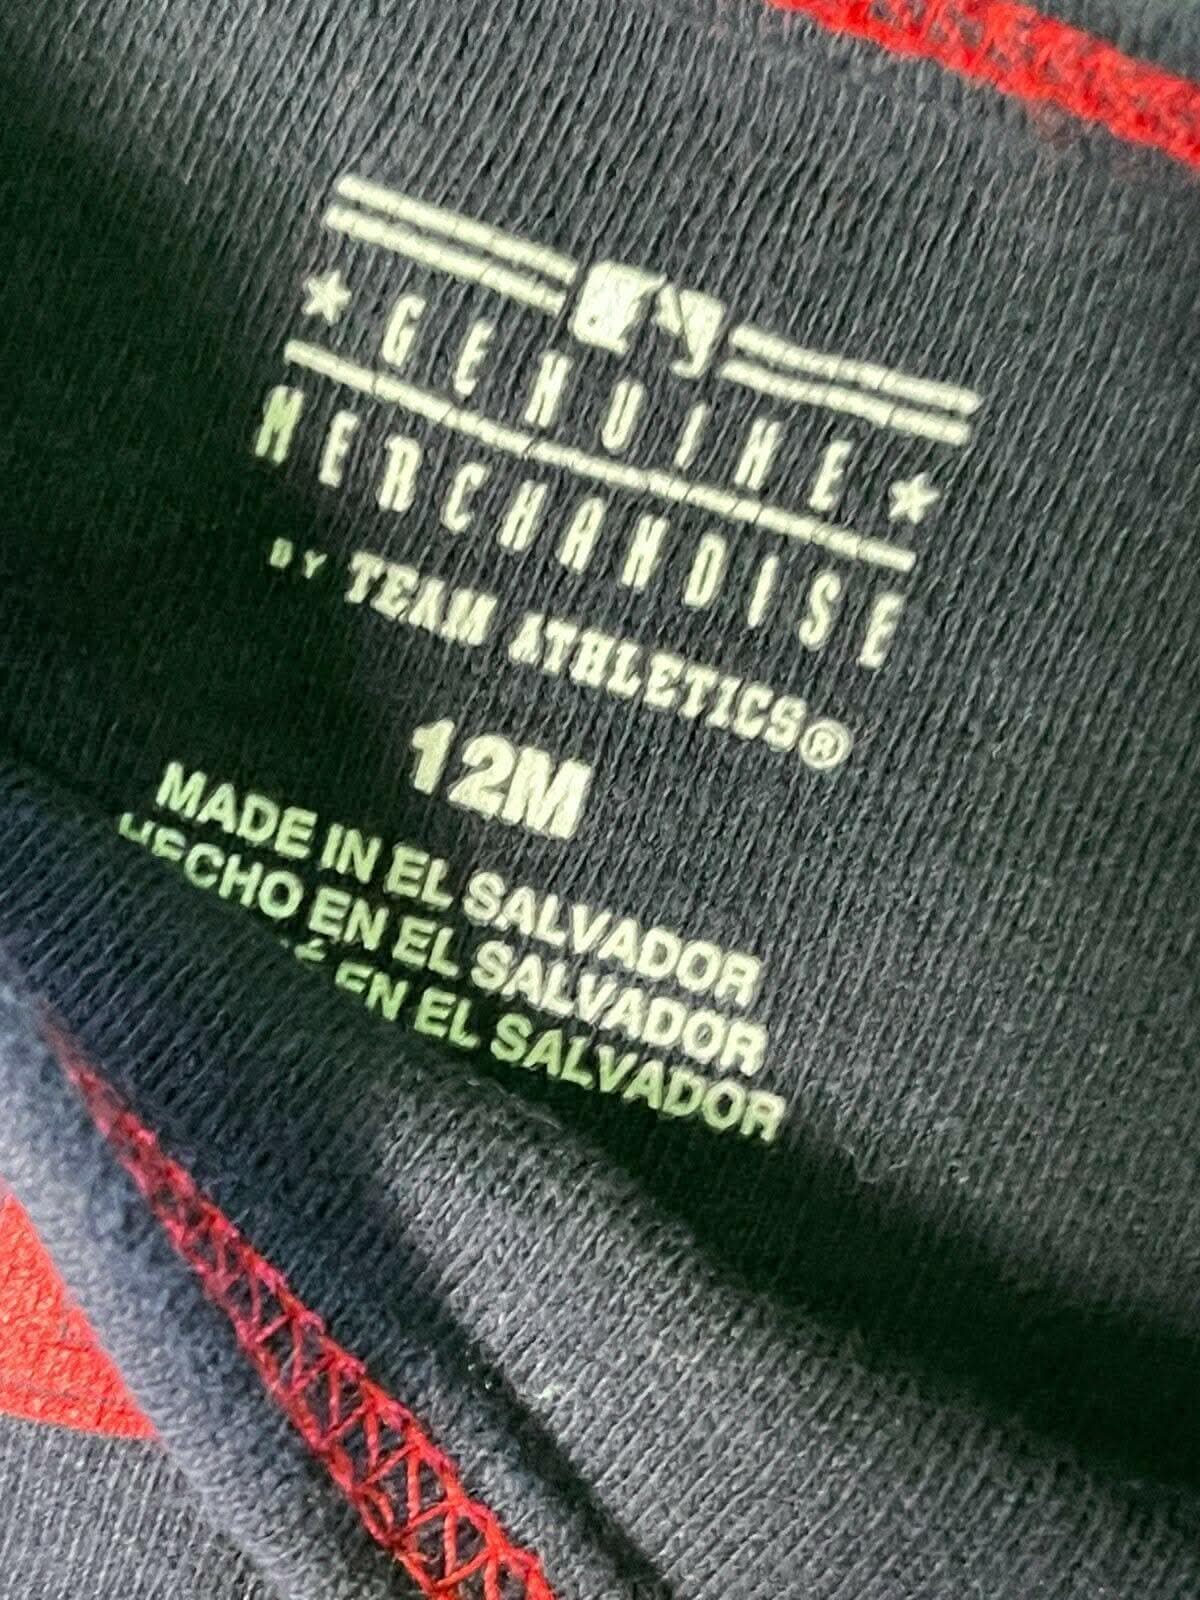 GENUINE
MERCHANDISE
BY TEAM ATHLETICS®
12M
MADE IN EL SALVADOR
HECHO EN EL SALVADOR
EN EL SALVADOR